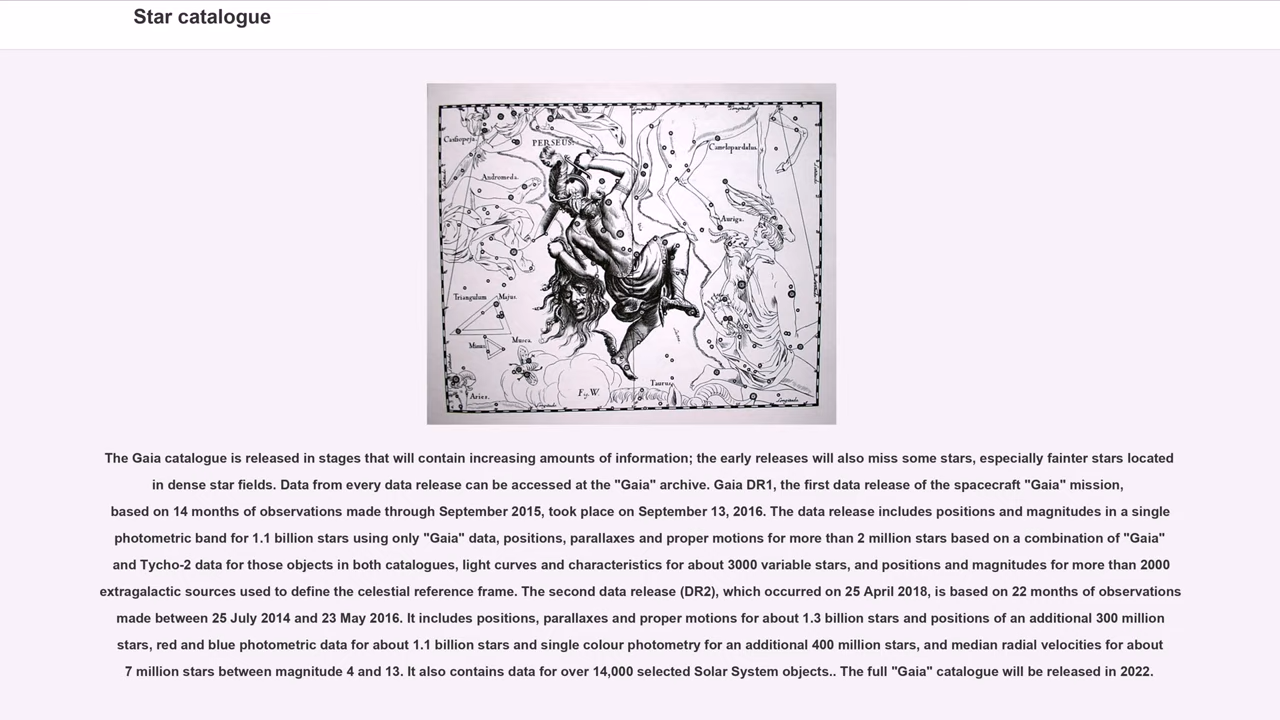 Star catalogue
Cassiopeja.
PERSEUS.
Camelopardalus.
Andromeda.
Auriga.
Triangulum Majus.
Minus.
Musca.
Taurus.
Aries.
Fig. W.
The Gaia catalogue is released in stages that will contain increasing amounts of information; the early releases will also miss some stars, especially fainter stars located
in dense star fields. Data from every data release can be accessed at the "Gaia" archive. Gaia DR1, the first data release of the spacecraft "Gaia" mission,
based on 14 months of observations made through September 2015, took place on September 13, 2016. The data release includes positions and magnitudes in a single
photometric band for 1.1 billion stars using only "Gaia" data, positions, parallaxes and proper motions for more than 2 million stars based on a combination of "Gaia"
and Tycho-2 data for those objects in both catalogues, light curves and characteristics for about 3000 variable stars, and positions and magnitudes for more than 2000
extragalactic sources used to define the celestial reference frame. The second data release (DR2), which occurred on 25 April 2018, is based on 22 months of observations
made between 25 July 2014 and 23 May 2016. It includes positions, parallaxes and proper motions for about 1.3 billion stars and positions of an additional 300 million
stars, red and blue photometric data for about 1.1 billion stars and single colour photometry for an additional 400 million stars, and median radial velocities for about
7 million stars between magnitude 4 and 13. It also contains data for over 14,000 selected Solar System objects.. The full "Gaia" catalogue will be released in 2022.